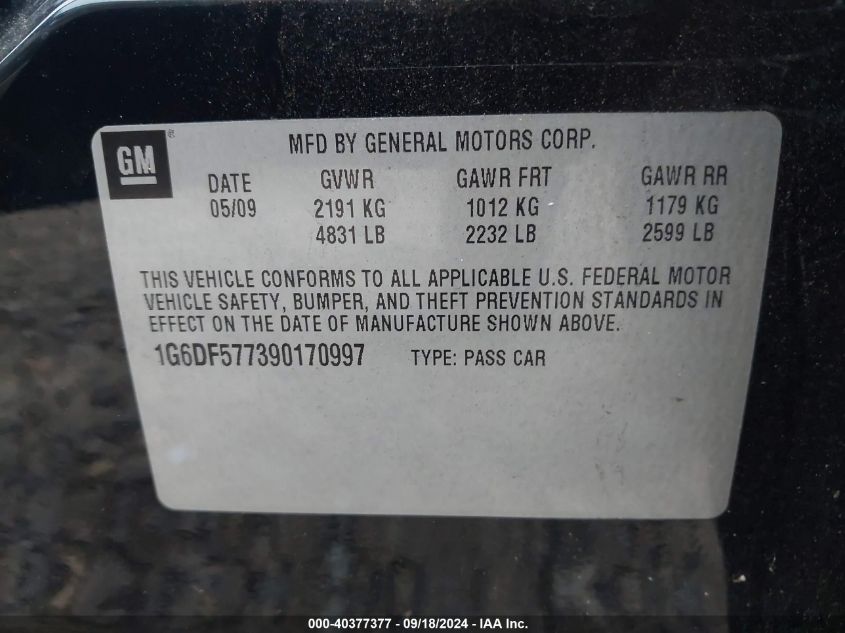 GM® MFD BY GENERAL MOTORS CORP.
DATE GVWR GAWR FRT GAWR RR
05/09 2191 KG 1012 KG 1179 KG
4831 LB 2232 LB 2599 LB
THIS VEHICLE CONFORMS TO ALL APPLICABLE U.S. FEDERAL MOTOR
VEHICLE SAFETY, BUMPER, AND THEFT PREVENTION STANDARDS IN
EFFECT ON THE DATE OF MANUFACTURE SHOWN ABOVE.
1G6DF577390170997 TYPE: PASS CAR
000-40377377 - 09/18/2024 - IAA Inc.